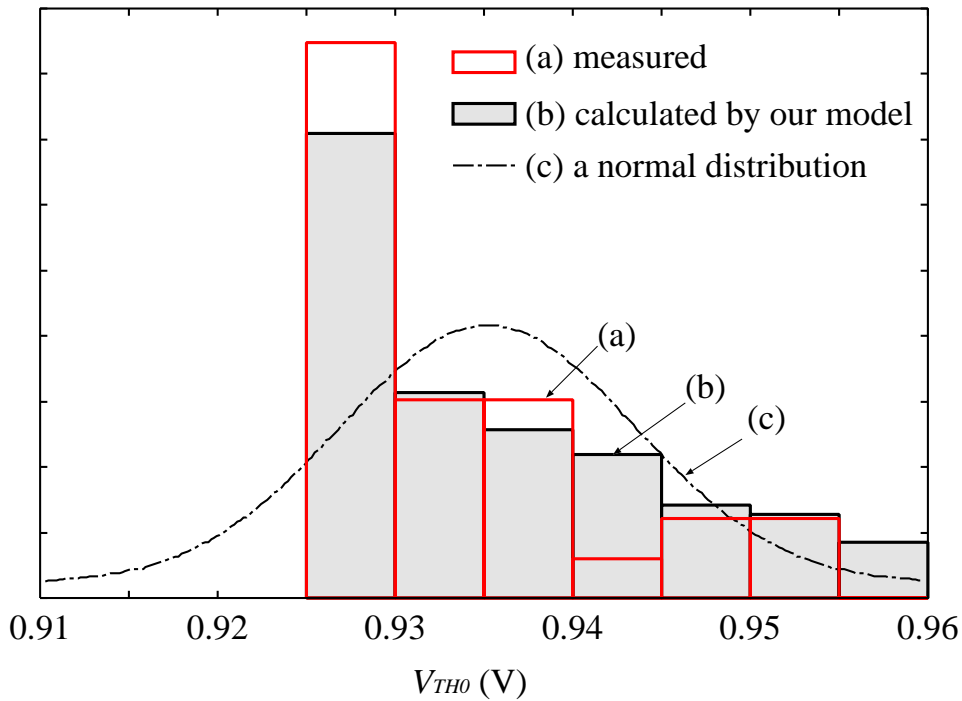 (a) measured
(b) calculated by our model
(c) a normal distribution
(a)
(b)
(c)
0.91 0.92 0.93 0.94 0.95 0.96
VTH0 (V)